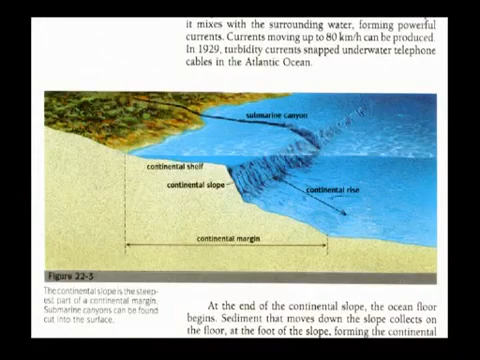 it mixes with the surrounding water, forming powerful
currents. Currents moving up to 80 km/h can be produced.
In 1929, turbidity currents snapped underwater telephone
cables in the Atlantic Ocean.
submarine canyon
continental shelf
continental slope
continental rise
continental margin
Figure 22-5
The continental slope is the steep-
est part of a continental margin.
Submarine canyons can be found
cut into the surface.
At the end of the continental slope, the ocean floor
begins. Sediment that moves down the slope collects on
the floor, at the foot of the slope, forming the continental